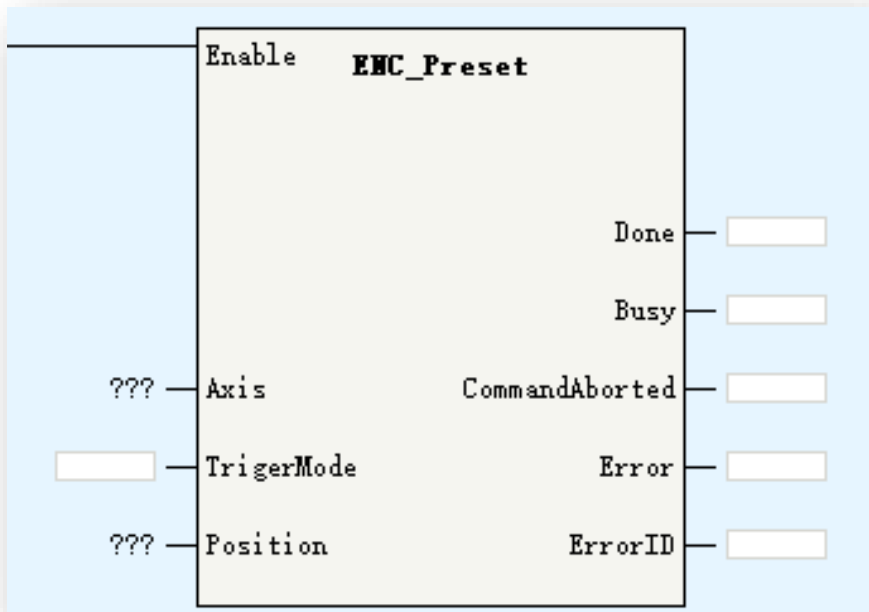 Enable ENC_Preset
Done
Busy
??? Axis CommandAborted
TrigerMode Error
??? Position ErrorID